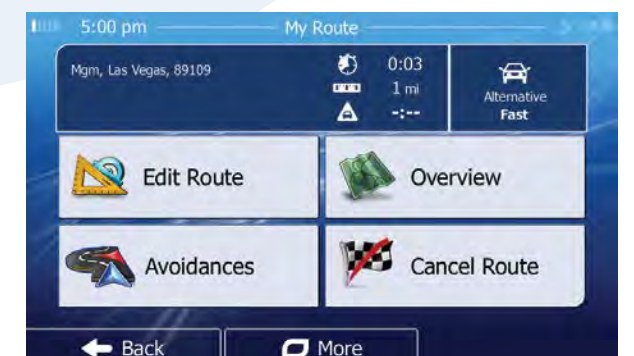 5:00 pm My Route
Mgm, Las Vegas, 89109
0:03
1 mi
-:--
Alternative
Fast
Edit Route
Overview
Avoidances
Cancel Route
Back
More